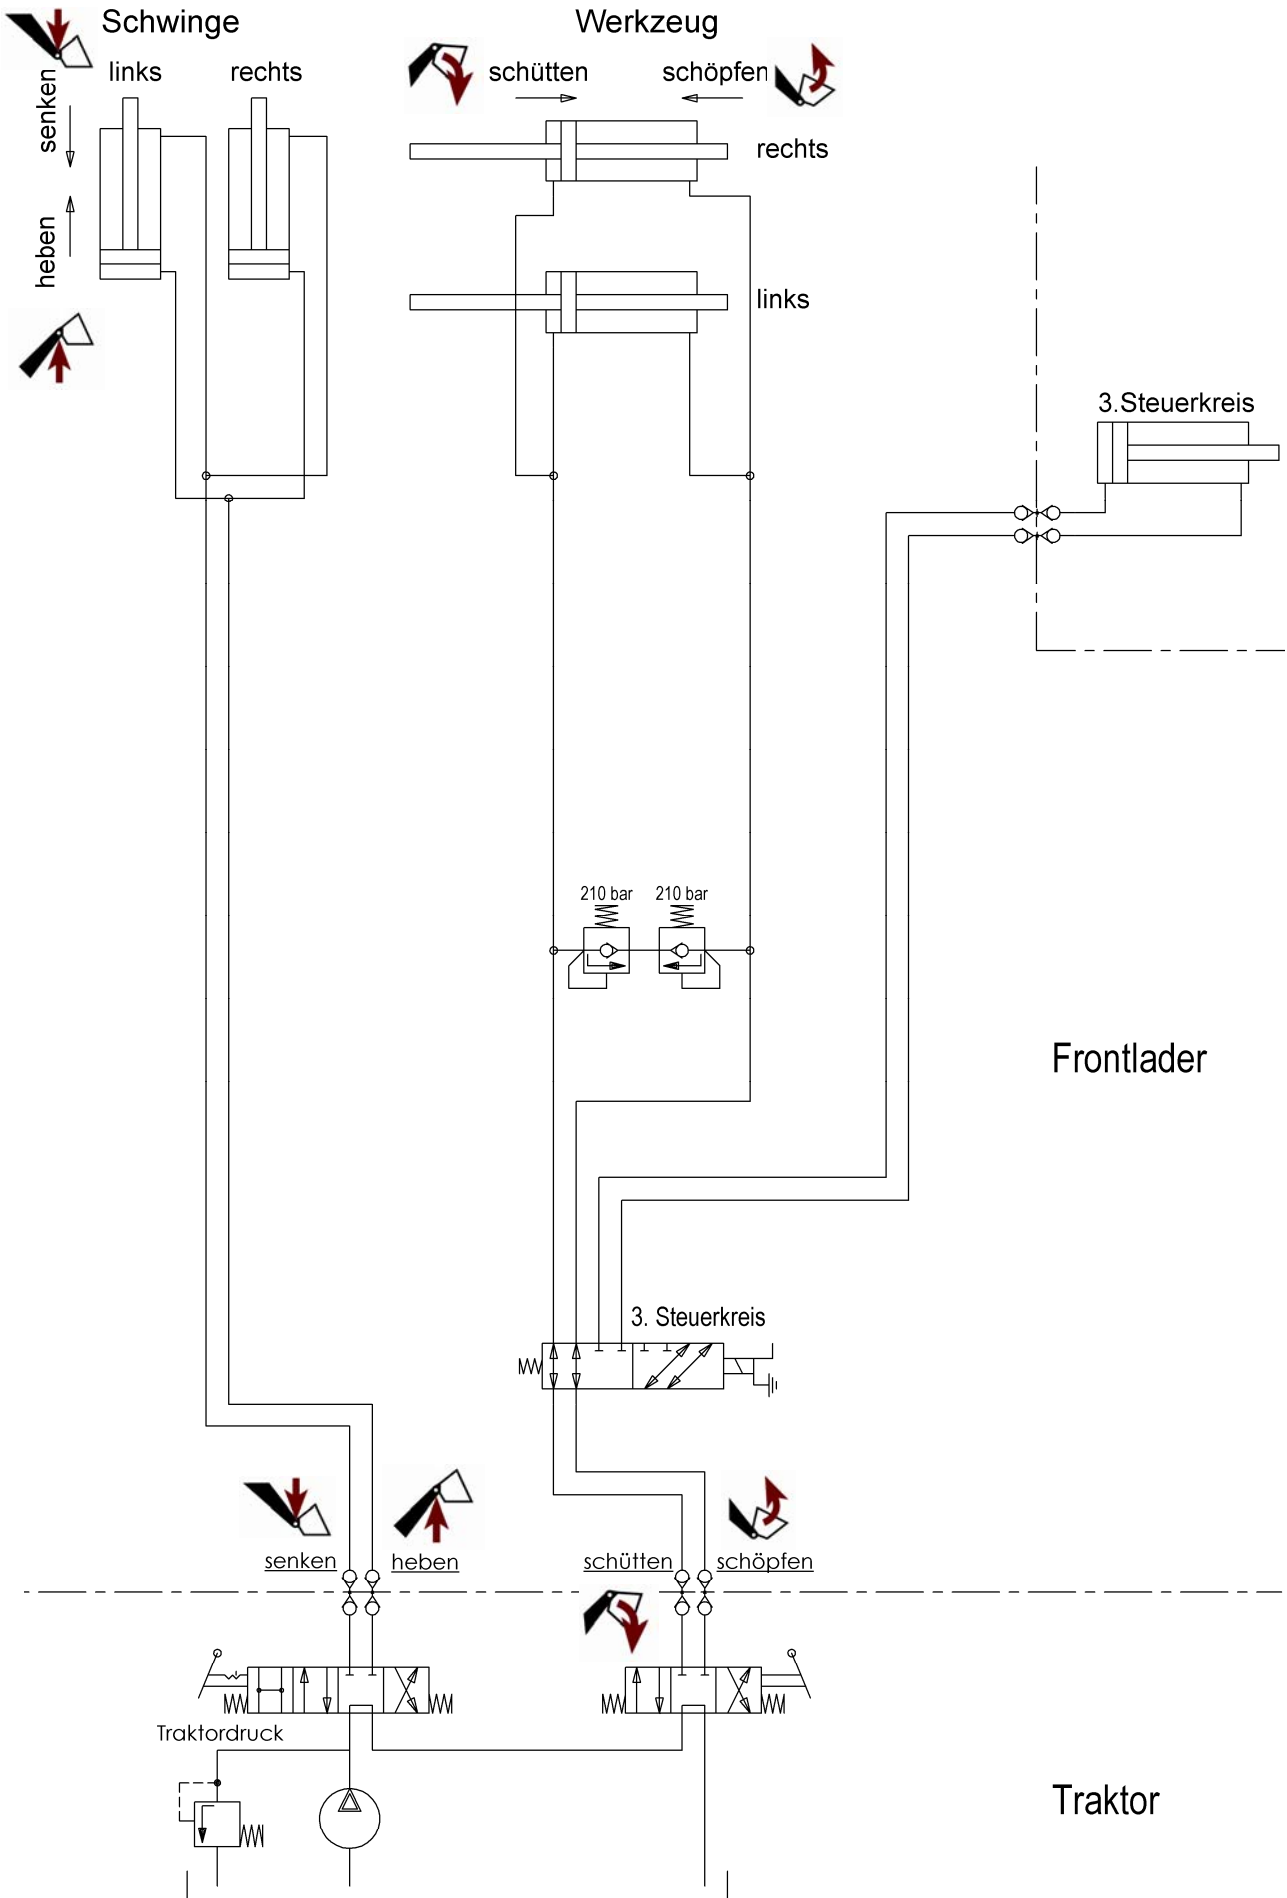 Schwinge
Werkzeug
links
rechts
schütten
schöpfen
senken
heben
rechts
links
3.Steuerkreis
210 bar
210 bar
Frontlader
3. Steuerkreis
senken
heben
schütten
schöpfen
Traktordruck
Traktor